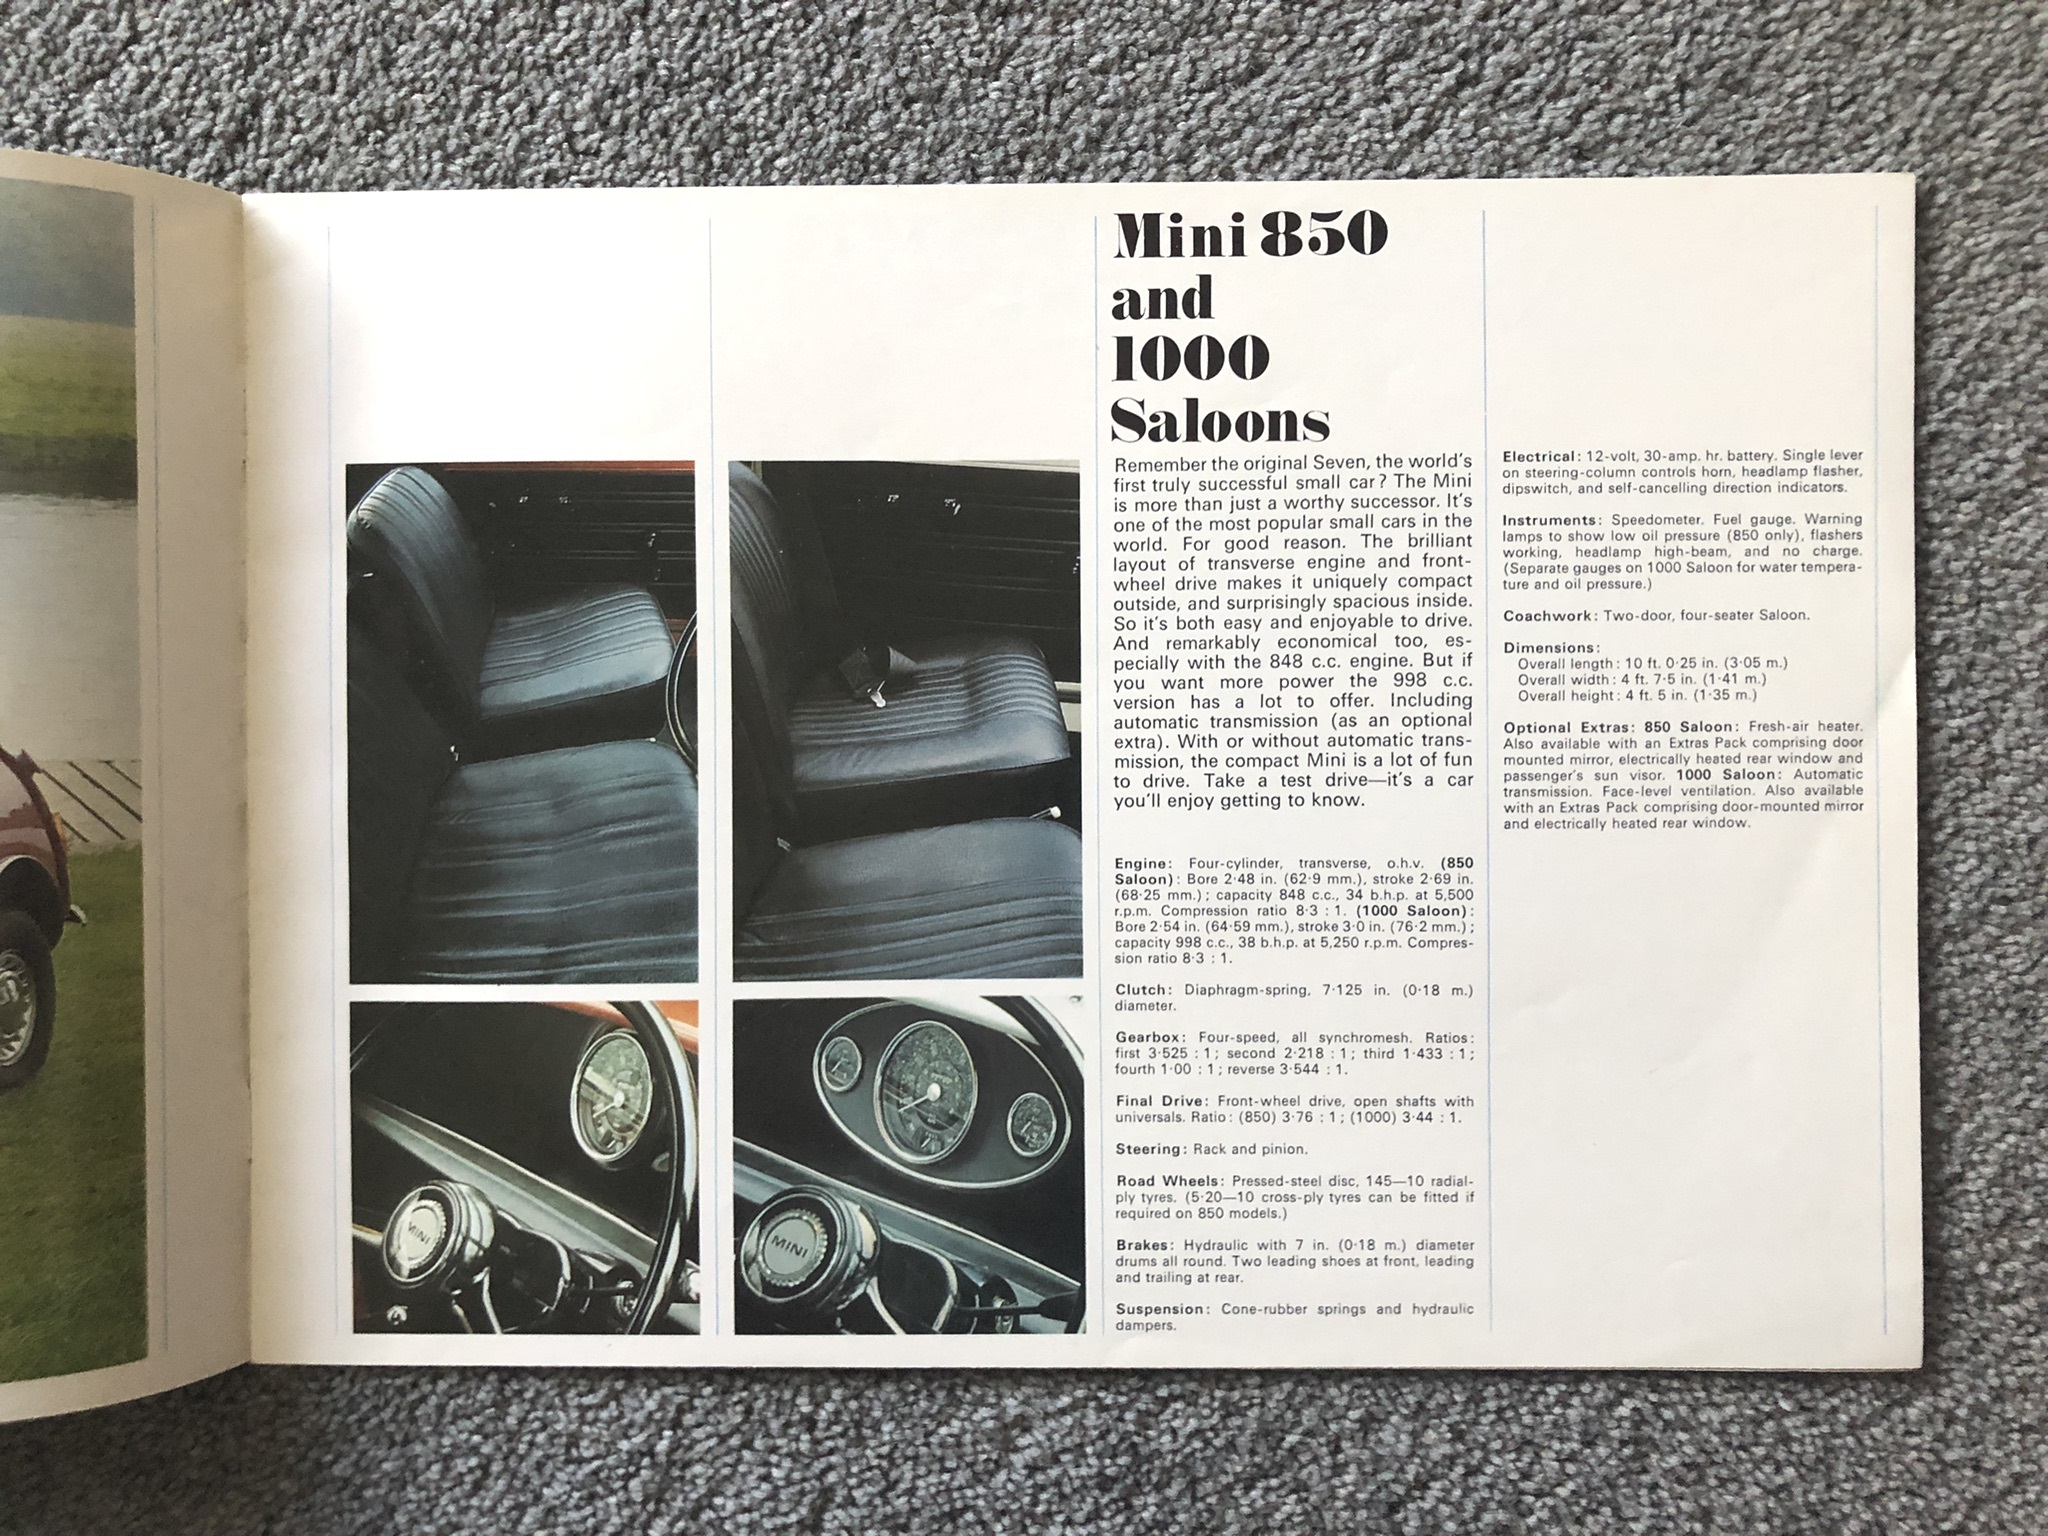 Mini 850
and
1000
Saloons
Remember the original Seven, the world's
first truly successful small car? The Mini
is more than just a worthy successor. It's
one of the most popular small cars in the
world. For good reason. The brilliant
layout of transverse engine and front-
wheel drive makes it uniquely compact
outside, and surprisingly spacious inside.
So it's both easy and enjoyable to drive.
And remarkably economical too, es-
pecially with the 848 c.c. engine. But if
you want more power the 998 c.c.
version has a lot to offer. Including
automatic transmission (as an optional
extra). With or without automatic trans-
mission, the compact Mini is a lot of fun
to drive. Take a test drive—it's a car
you'll enjoy getting to know.
Engine: Four-cylinder, transverse, o.h.v. (850
Saloon): Bore 2·48 in. (62·9 mm.), stroke 2·69 in.
(68·25 mm.); capacity 848 c.c., 34 b.h.p. at 5,500
r.p.m. Compression ratio 8·3 : 1. (1000 Saloon):
Bore 2·54 in. (64·59 mm.), stroke 3·0 in. (76·2 mm.);
capacity 998 c.c., 38 b.h.p. at 5,250 r.p.m. Compres-
sion ratio 8·3 : 1.
Clutch: Diaphragm-spring, 7·125 in. (0·18 m.)
diameter.
Gearbox: Four-speed, all synchromesh. Ratios:
first 3·525 : 1; second 2·218 : 1; third 1·433 : 1;
fourth 1·00 : 1; reverse 3·544 : 1.
Final Drive: Front-wheel drive, open shafts with
universals. Ratio: (850) 3·76 : 1; (1000) 3·44 : 1.
Steering: Rack and pinion.
Road Wheels: Pressed-steel disc, 145—10 radial-
ply tyres. (5·20—10 cross-ply tyres can be fitted if
required on 850 models.)
Brakes: Hydraulic with 7 in. (0·18 m.) diameter
drums all round. Two leading shoes at front, leading
and trailing at rear.
Suspension: Cone-rubber springs and hydraulic
dampers.
Electrical: 12-volt, 30-amp. hr. battery. Single lever
on steering-column controls horn, headlamp flasher,
dipswitch, and self-cancelling direction indicators.
Instruments: Speedometer. Fuel gauge. Warning
lamps to show low oil pressure (850 only), flashers
working, headlamp high-beam, and no charge.
(Separate gauges on 1000 Saloon for water tempera-
ture and oil pressure.)
Coachwork: Two-door, four-seater Saloon.
Dimensions:
Overall length: 10 ft. 0·25 in. (3·05 m.)
Overall width: 4 ft. 7·5 in. (1·41 m.)
Overall height: 4 ft. 5 in. (1·35 m.)
Optional Extras: 850 Saloon: Fresh-air heater.
Also available with an Extras Pack comprising door
mounted mirror, electrically heated rear window and
passenger's sun visor. 1000 Saloon: Automatic
transmission. Face-level ventilation. Also available
with an Extras Pack comprising door-mounted mirror
and electrically heated rear window.
MINI
MINI